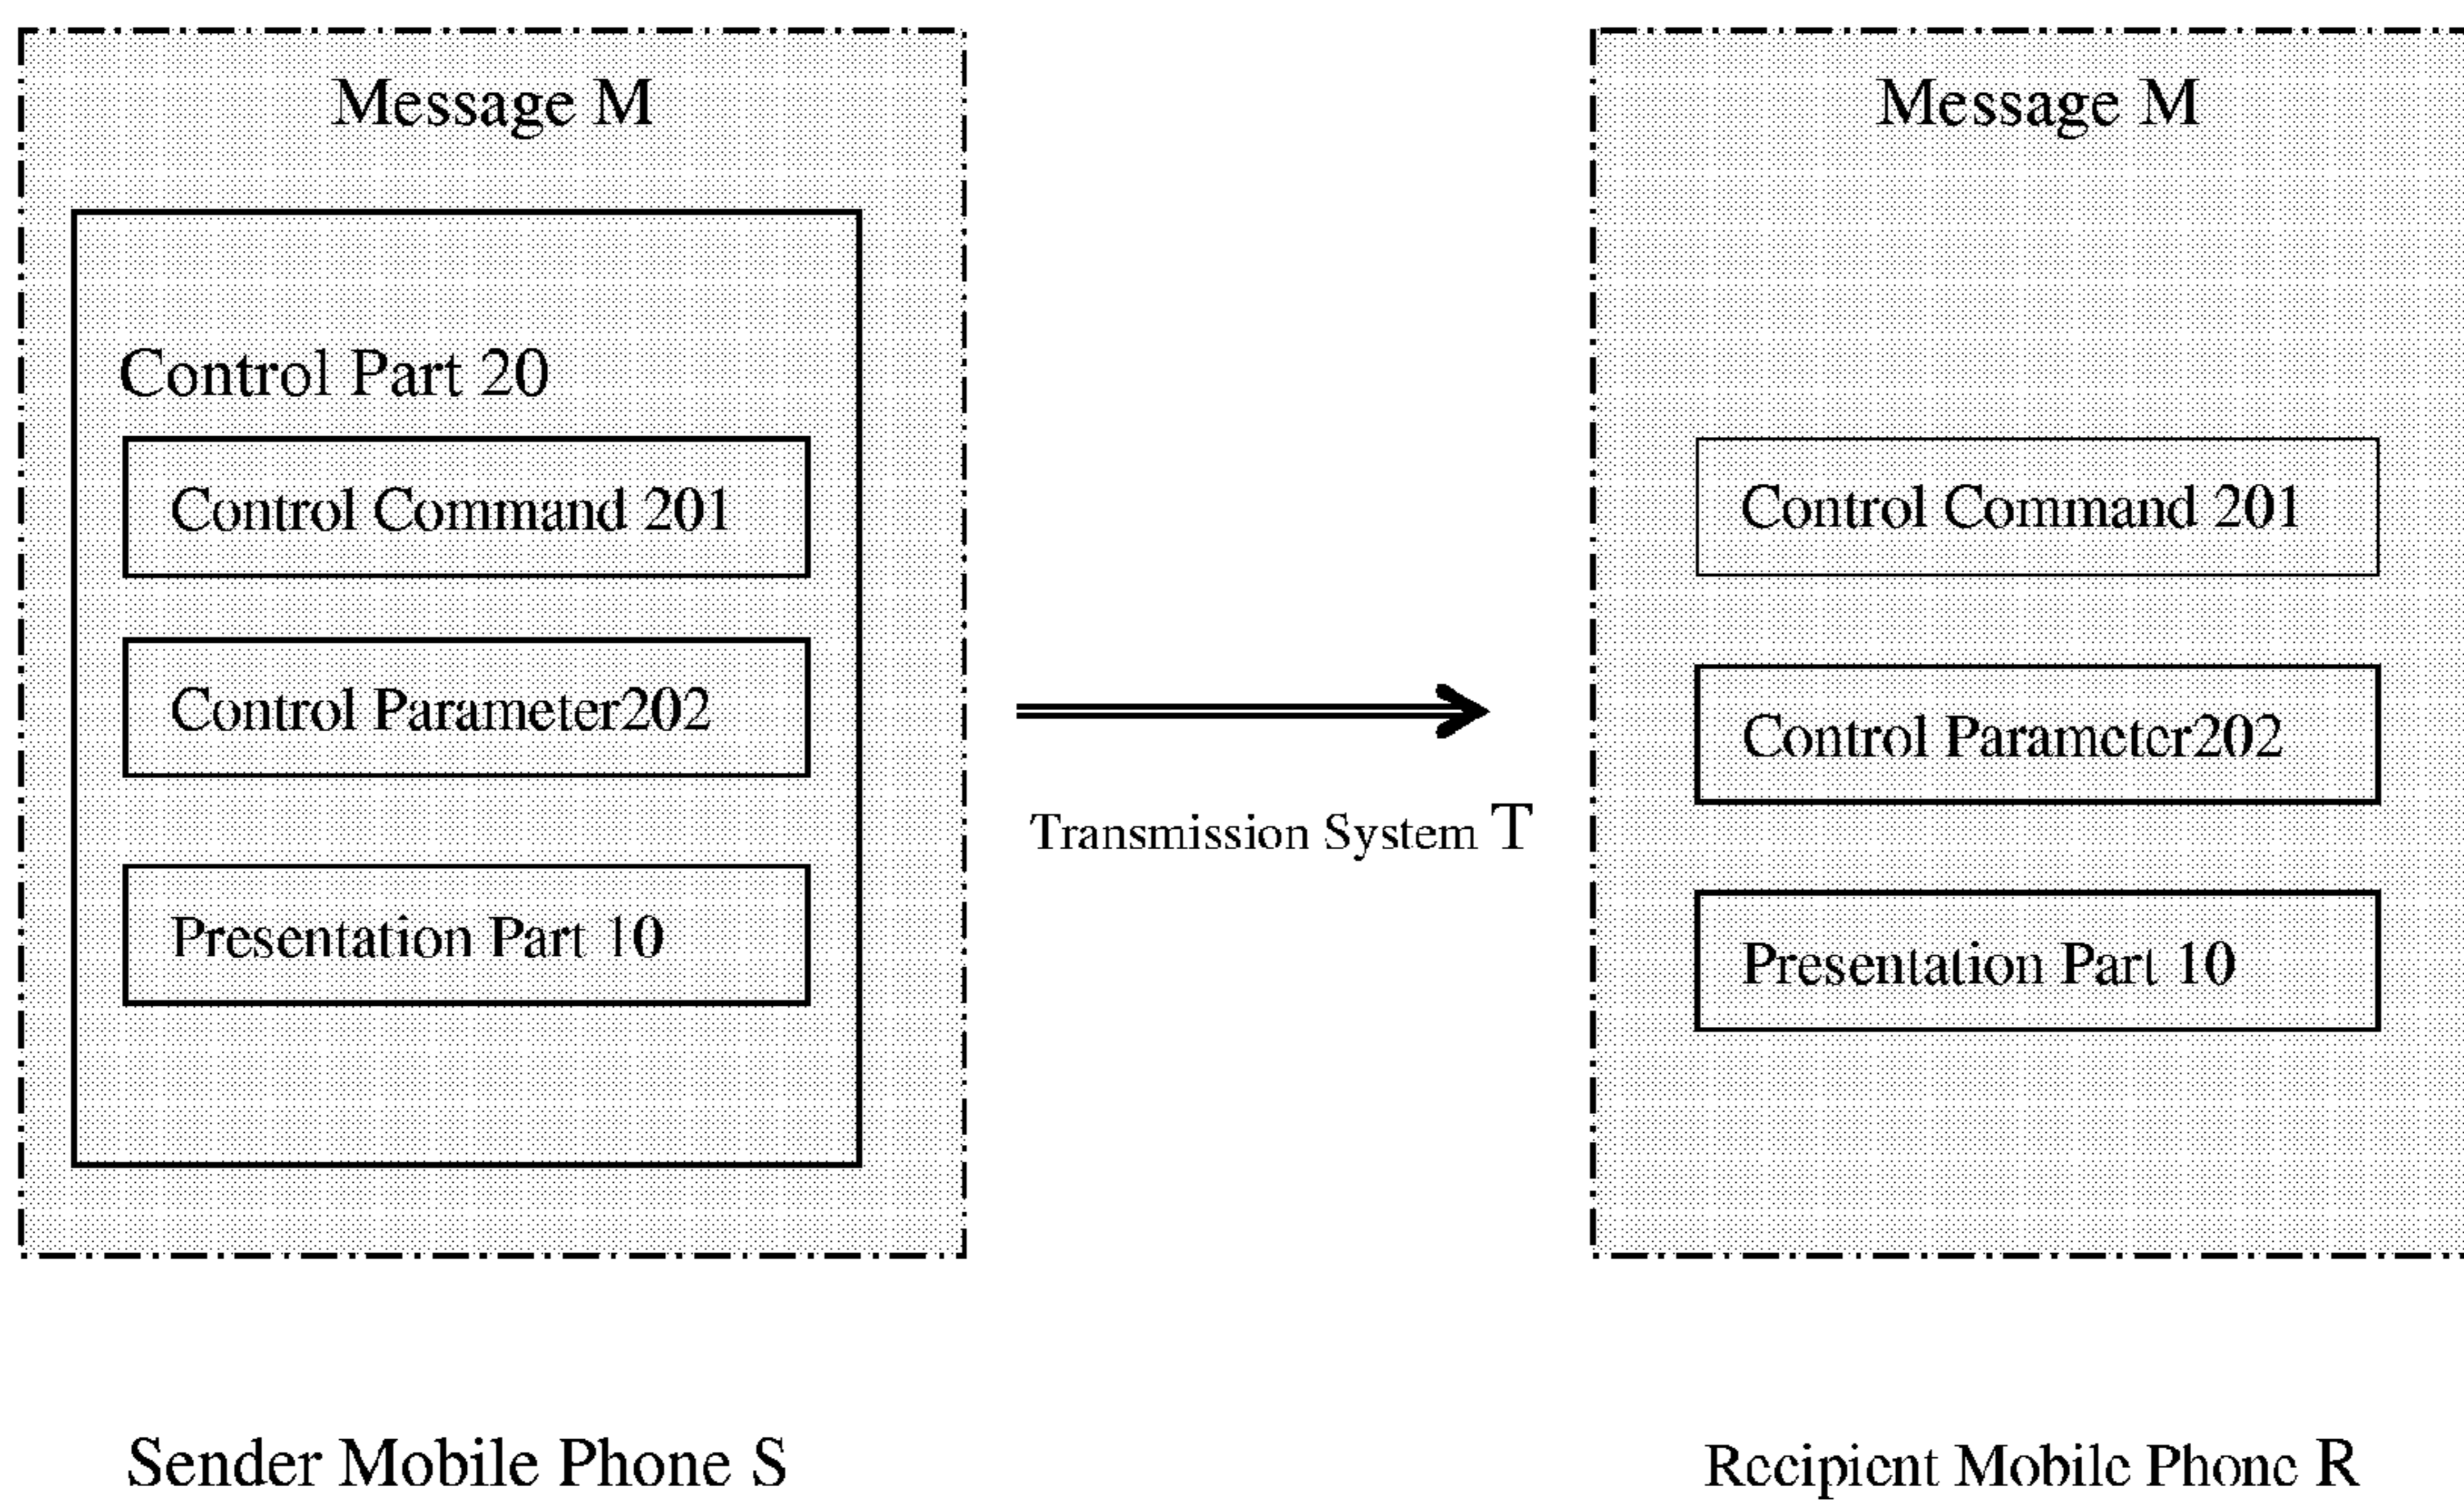 Message M
Control Part 20
Control Command 201
Control Parameter202
Presentation Part 10
Transmission System T
Message M
Control Command 201
Control Parameter202
Presentation Part 10
Sender Mobile Phone S
Recipient Mobile Phone R